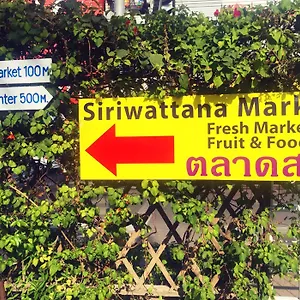 arket 100 M.
nter 500 M.
Siriwattana Mark
Fresh Marke
Fruit & Foo
ตลาดส